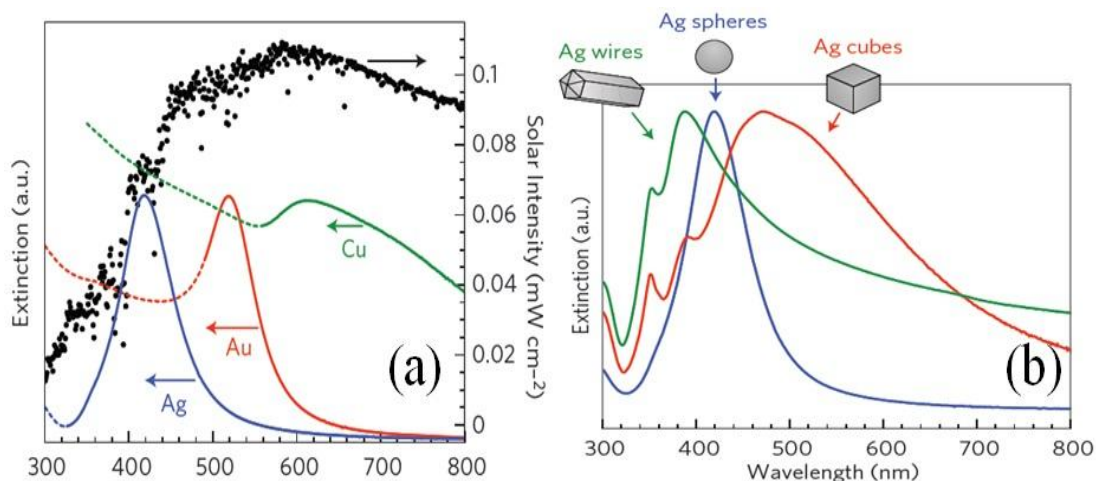 Extinction (a.u.)
0.1
0.08
0.06
0.04
0.02
0
Solar Intensity (mW cm⁻²)
Cu
Au
Ag
(a)
300 400 500 600 700 800
Ag spheres
Ag wires
Ag cubes
Extinction (a.u.)
(b)
300 400 500 600 700 800
Wavelength (nm)